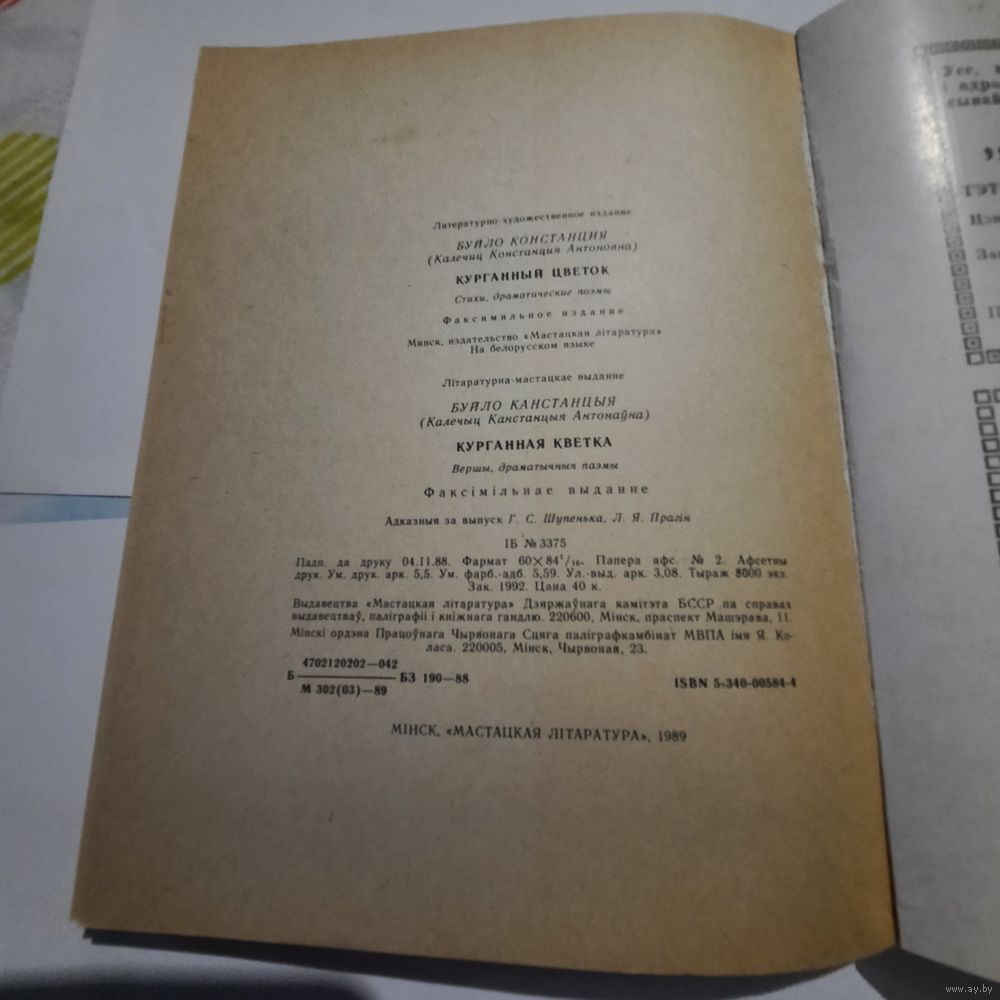 Литературно-художественное издание
БУЙЛО КОНСТАНЦИЯ
(Калечиц Константция Антоновна)
КУРГАННЫЙ ЦВЕТОК
Стихи, драматические поэмы
Факсимильное издание
Минск, издательство «Мастацкая літаратура»
На белорусском языке
Літаратурна-мастацкае выданне
БУЙЛО КАНСТАНЦЫЯ
(Калечыц Канстанцыя Антонаўна)
КУРГАННАЯ КВЕТКА
Вершы, драматычныя паэмы
Факсімільнае выданне
Адказныя за выпуск Г. С. Шупенька, Л. Я. Прагін
ІБ № 3375
Падп. да друку 04.11.88. Фармат 60×84¹/₁₆. Папера афс. № 2. Афсетны
друк. Ум. друк. арк. 5,5. Ум. фарб.-адб. 5,59. Ул.-выд. арк. 3,08. Тыраж 8000 экз.
Зак. 1992. Цана 40 к.
Выдавецтва «Мастацкая літаратура» Дзяржаўнага камітэта БССР па справах
выдавецтваў, паліграфіі і кніжнага гандлю. 220600, Мінск, праспект Машэрава, 11.
Мінскі ордэна Працоўнага Чырвонага Сцяга паліграфкамбінат МВПА імя Я. Ко-
ласа. 220005, Мінск, Чырвоная, 23.
4702120202—042
Б ——— БЗ 190—88
М 302(03)—89
ISBN 5-340-00584-4
МІНСК, «МАСТАЦКАЯ ЛІТАРАТУРА», 1989
Усе,
сывай
ГЭТ
www.ay.by